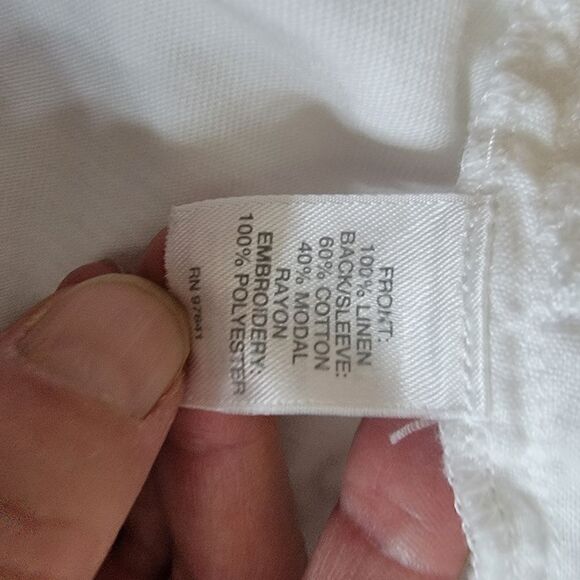 FRONT:
100% LINEN
BACK/SLEEVE:
60% COTTON
40% MODAL
RAYON
EMBROIDERY:
100% POLYESTER